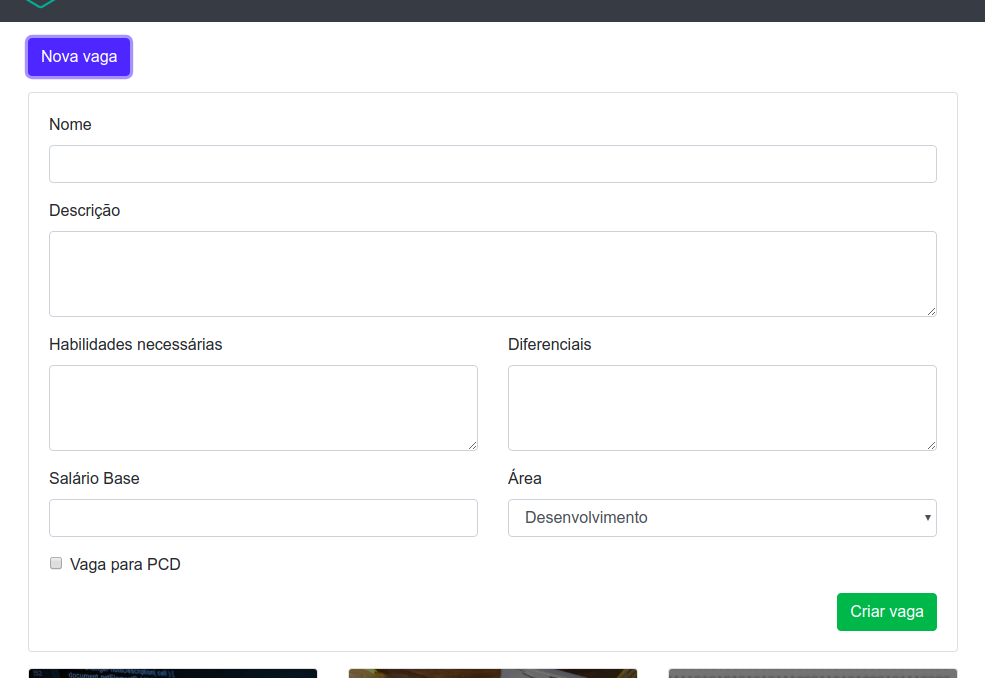 Nova vaga
Nome
Descrição
Habilidades necessárias
Diferenciais
Salário Base
Área
Desenvolvimento
Vaga para PCD
Criar vaga